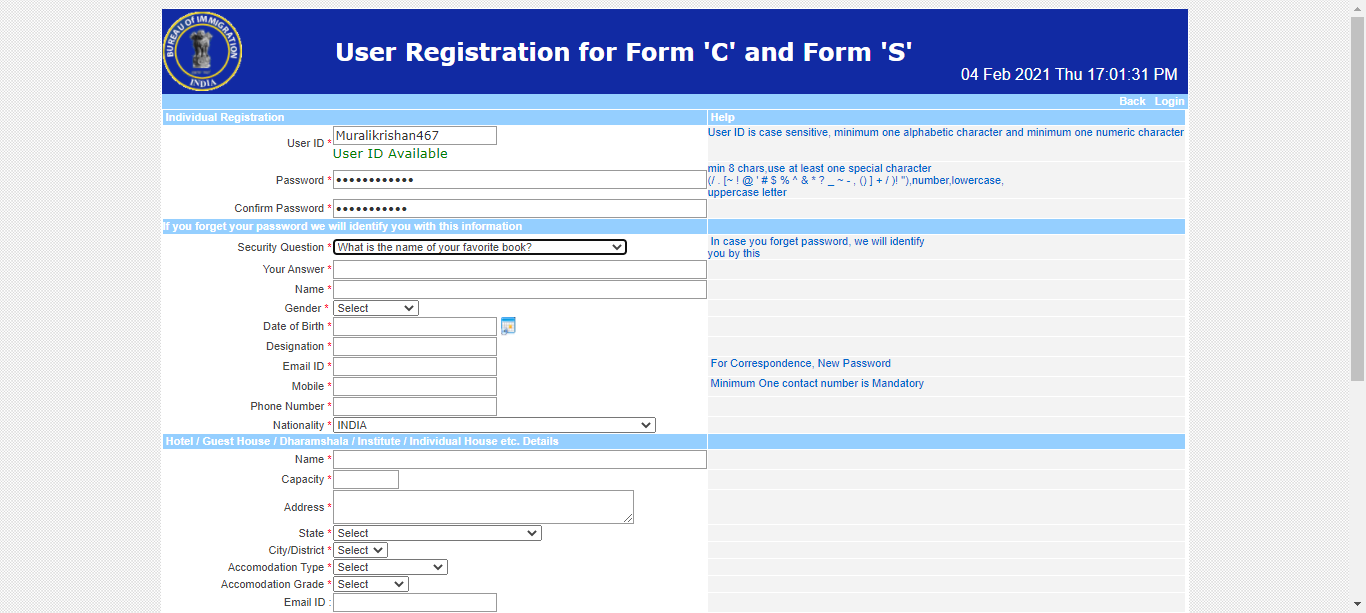 BUREAU OF IMMIGRATION
INDIA
User Registration for Form 'C' and Form 'S'
04 Feb 2021 Thu 17:01:31 PM
Back Login
Individual Registration Help
User ID * Muralikrishan467 User ID is case sensitive, minimum one alphabetic character and minimum one numeric character
User ID Available
min 8 chars,use at least one special character
Password * •••••••••••• (/ . [~ ! @ ' # $ % ^ & * ? _ ~ - , () ] + / )! "),number,lowercase,
uppercase letter
Confirm Password * •••••••••••
If you forget your password we will identify you with this information
Security Question * What is the name of your favorite book? In case you forget password, we will identify
you by this
Your Answer *
Name *
Gender * Select
Date of Birth *
Designation *
Email ID * For Correspondence, New Password
Mobile * Minimum One contact number is Mandatory
Phone Number *
Nationality * INDIA
Hotel / Guest House / Dharamshala / Institute / Individual House etc. Details
Name *
Capacity *
Address *
State * Select
City/District * Select
Accomodation Type * Select
Accomodation Grade * Select
Email ID :